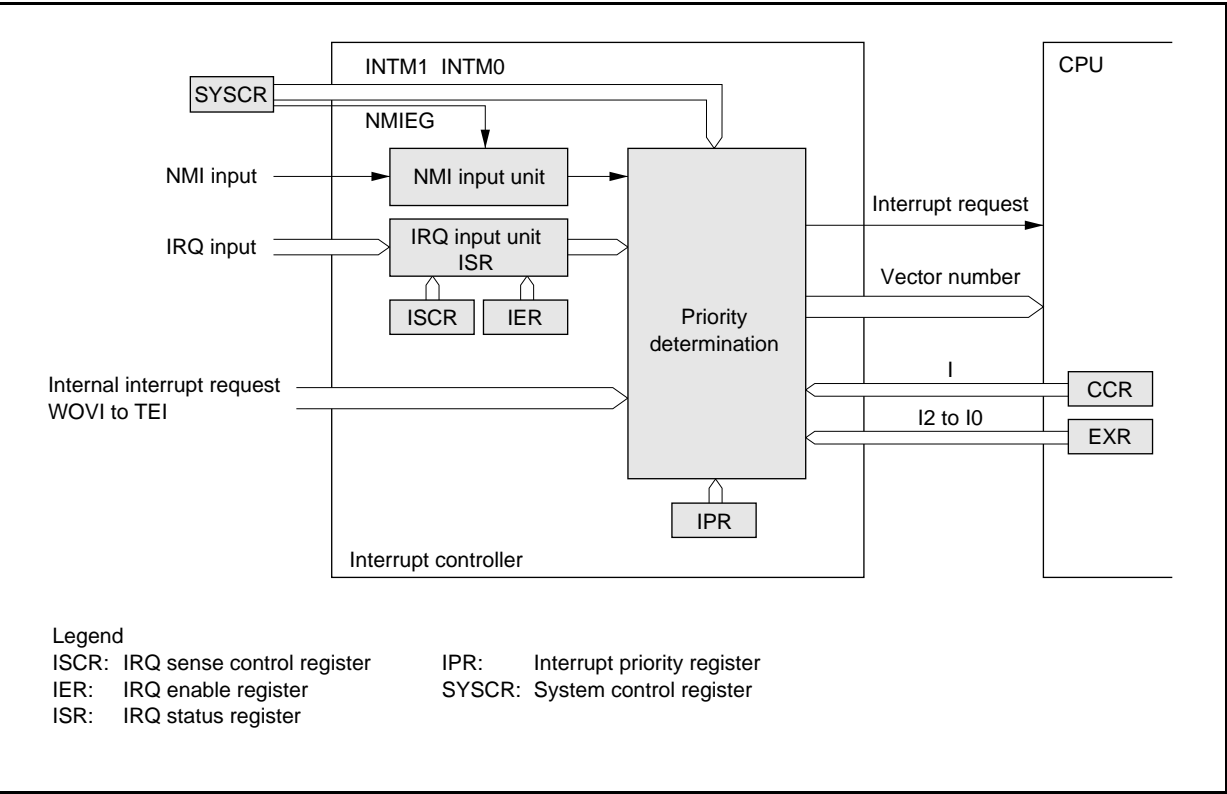 INTM1 INTM0
CPU
SYSCR
NMIEG
NMI input
NMI input unit
Interrupt request
IRQ input
IRQ input unit
ISR
Vector number
ISCR
IER
Priority
determination
I
Internal interrupt request
WOVI to TEI
CCR
I2 to I0
EXR
IPR
Interrupt controller
Legend
ISCR: IRQ sense control register
IER: IRQ enable register
ISR: IRQ status register
IPR: Interrupt priority register
SYSCR: System control register